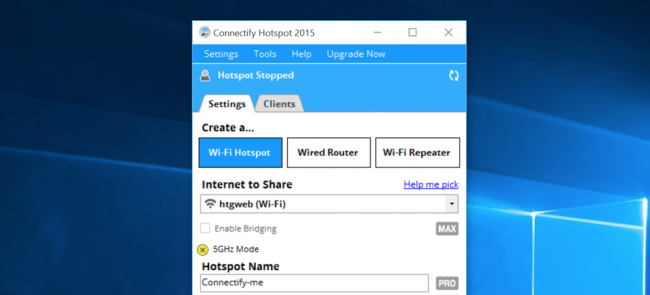 Connectify Hotspot 2015
Settings Tools Help Upgrade Now
Hotspot Stopped
Settings Clients
Create a...
Wi-Fi Hotspot Wired Router Wi-Fi Repeater
Internet to Share Help me pick
htgweb (Wi-Fi)
Enable Bridging MAX
5GHz Mode
Hotspot Name
Connectify-me PRO